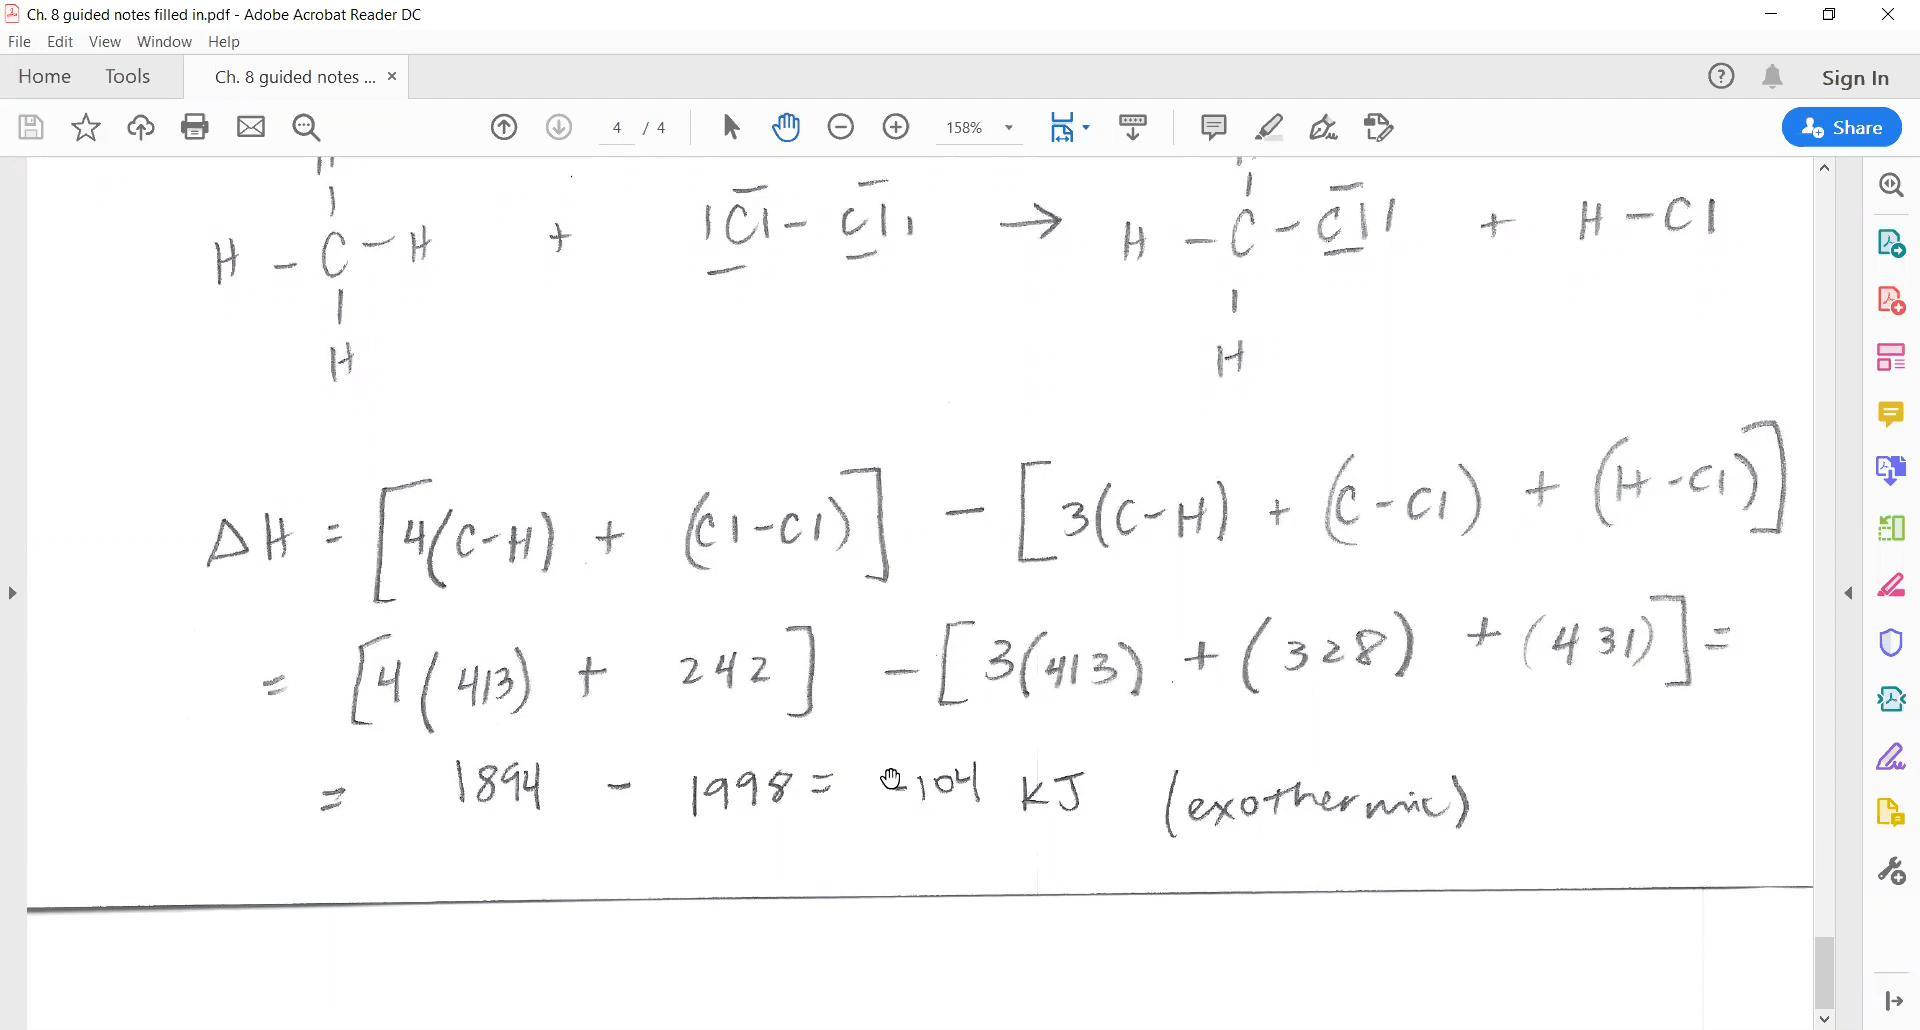 Ch. 8 guided notes filled in.pdf - Adobe Acrobat Reader DC
File Edit View Window Help
Home Tools Ch. 8 guided notes ... × Sign In
4 / 4 158% Share
H - C - H + |Cl - Cl| → H - C - Cl| + H - Cl
H H
ΔH = [4(C-H) + (Cl-Cl)] - [3(C-H) + (C-Cl) + (H-Cl)]
= [4(413) + 242] - [3(413) + (328) + (431)] =
= 1894 - 1998 = -104 kJ (exothermic)